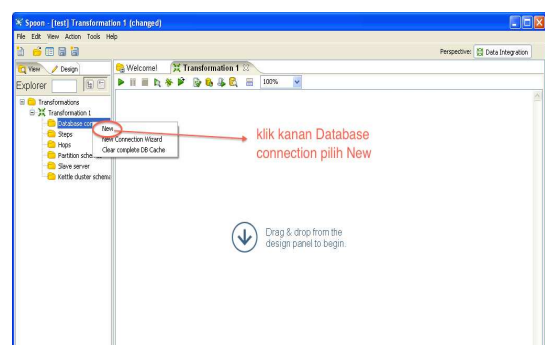 Spoon - [test] Transformation 1 (changed)
File Edit View Action Tools Help
Perspective: Data Integration
View Design
Welcome! Transformation 1
Explorer
100%
Transformations
Transformation 1
Database con
Steps
Hops
Partition sche
Slave server
Kettle cluster schema
New
New Connection Wizard
Clear complete DB Cache
klik kanan Database
connection pilih New
Drag & drop from the
design panel to begin.